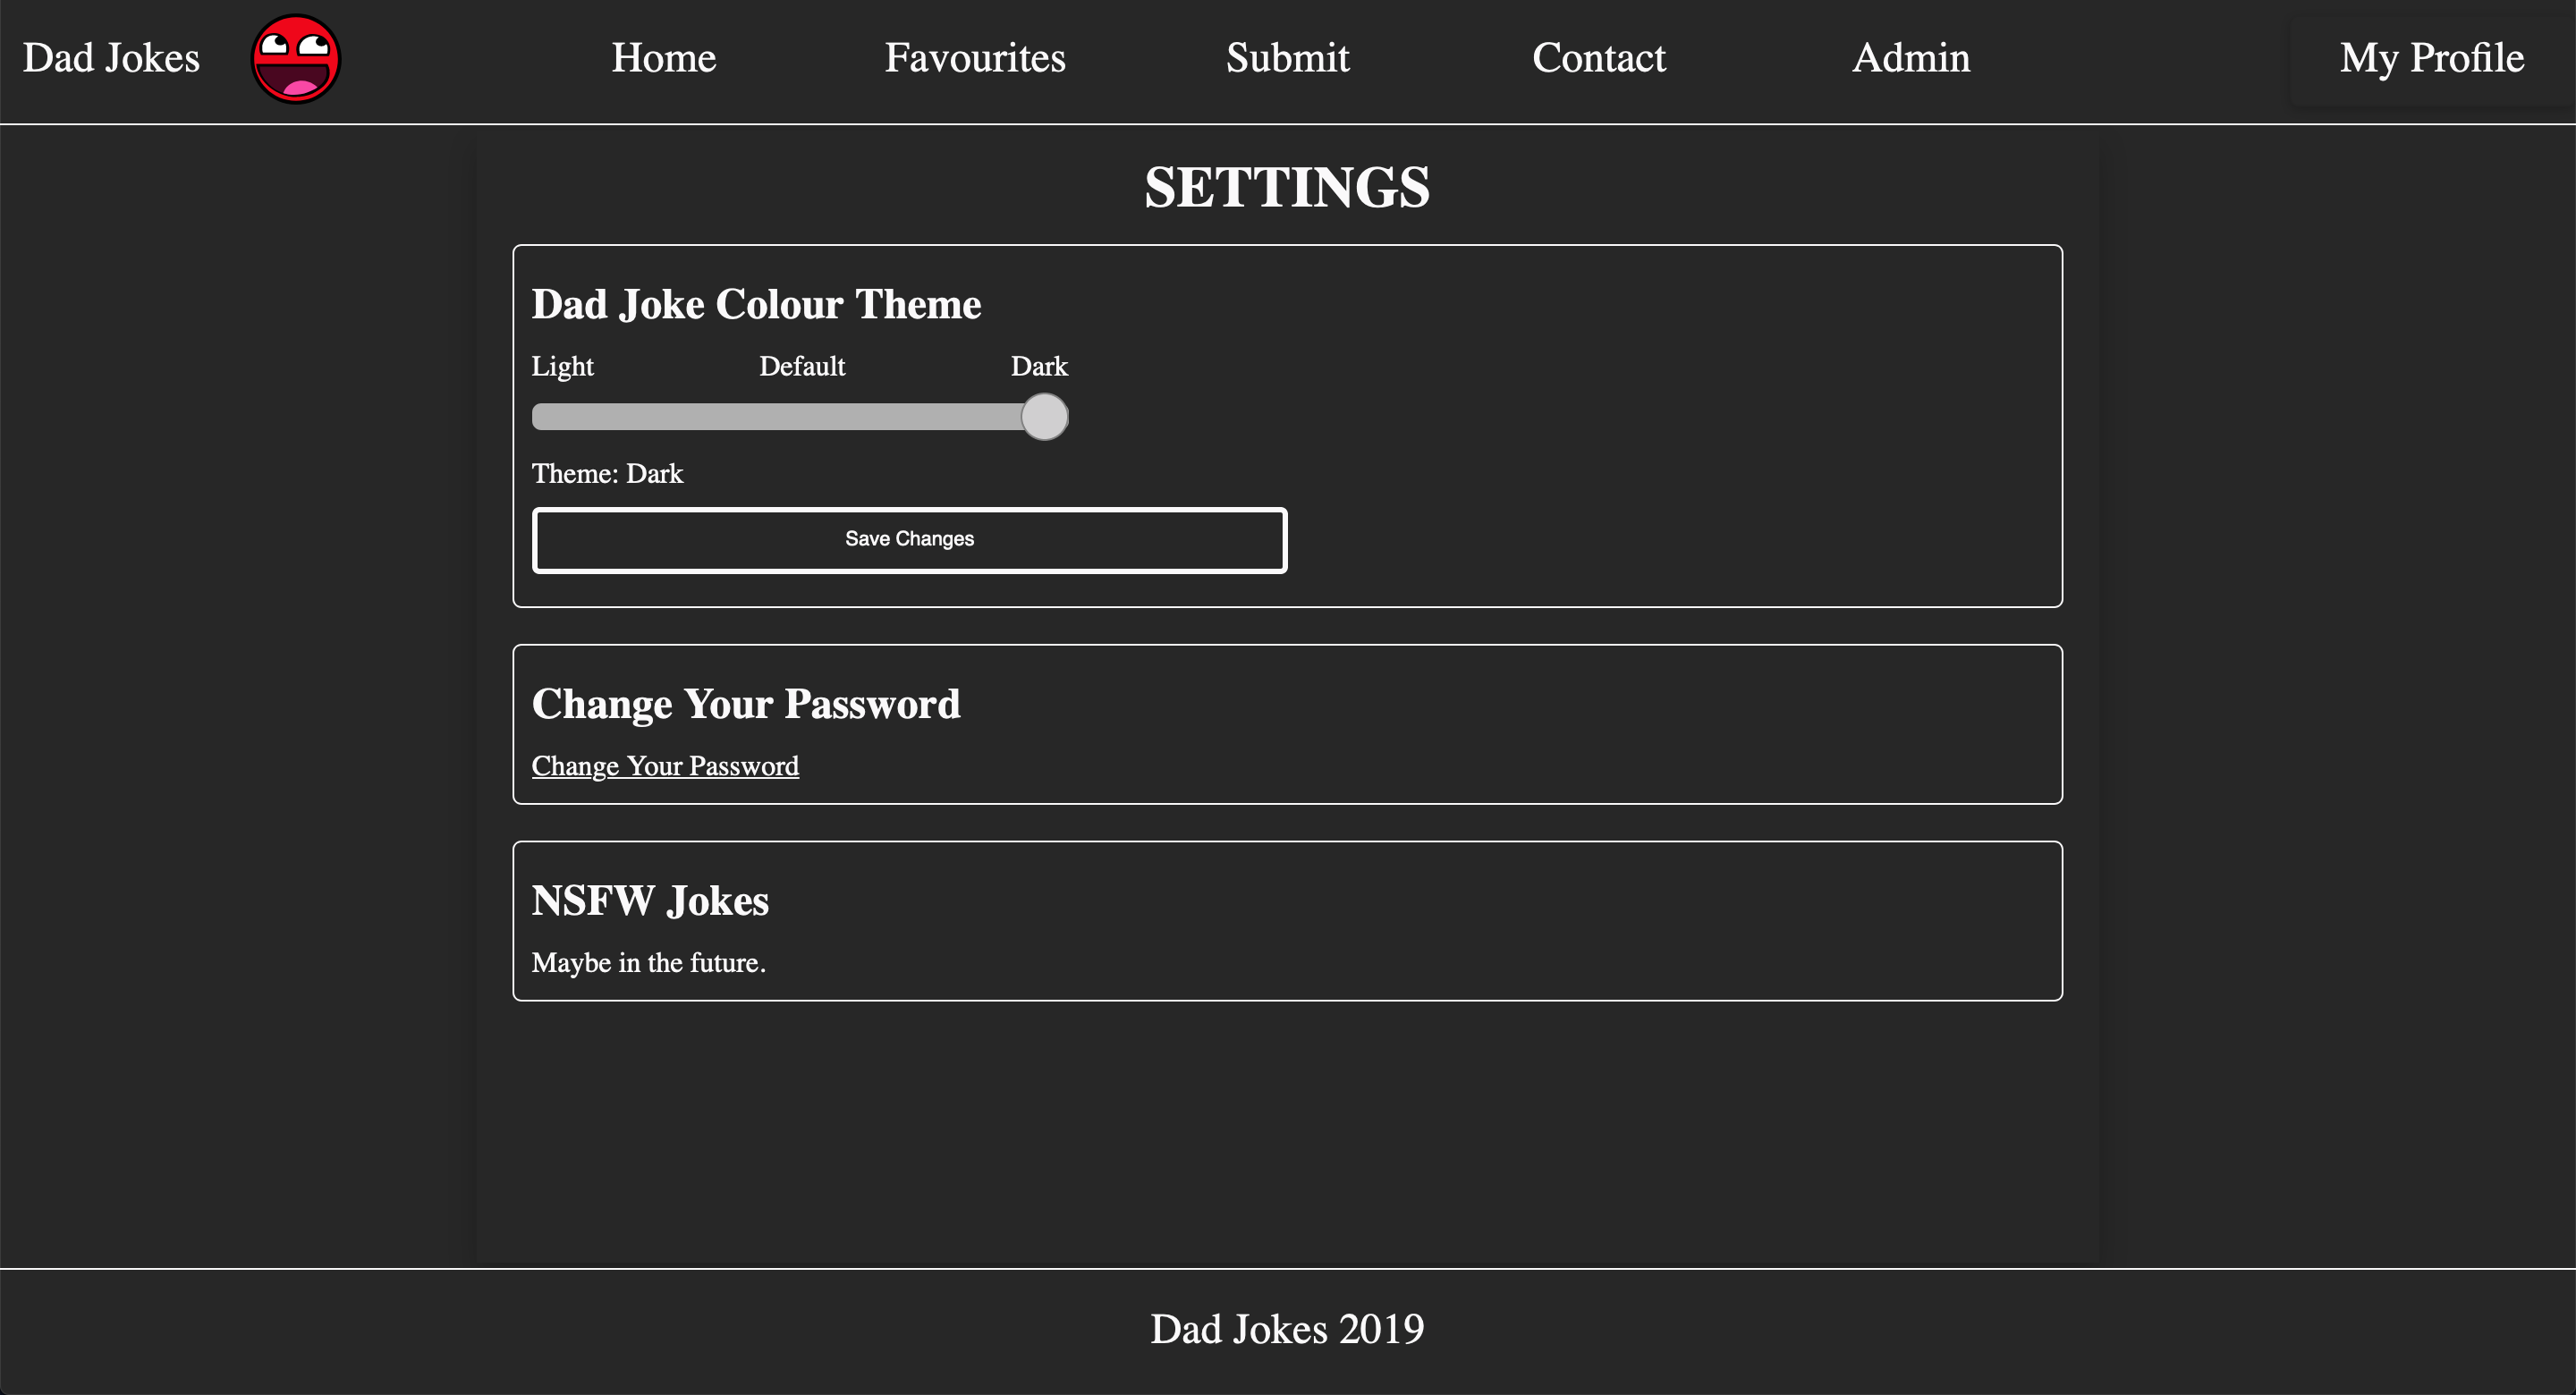 Dad Jokes Home Favourites Submit Contact Admin My Profile
SETTINGS
Dad Joke Colour Theme
Light Default Dark
Theme: Dark
Save Changes
Change Your Password
Change Your Password
NSFW Jokes
Maybe in the future.
Dad Jokes 2019